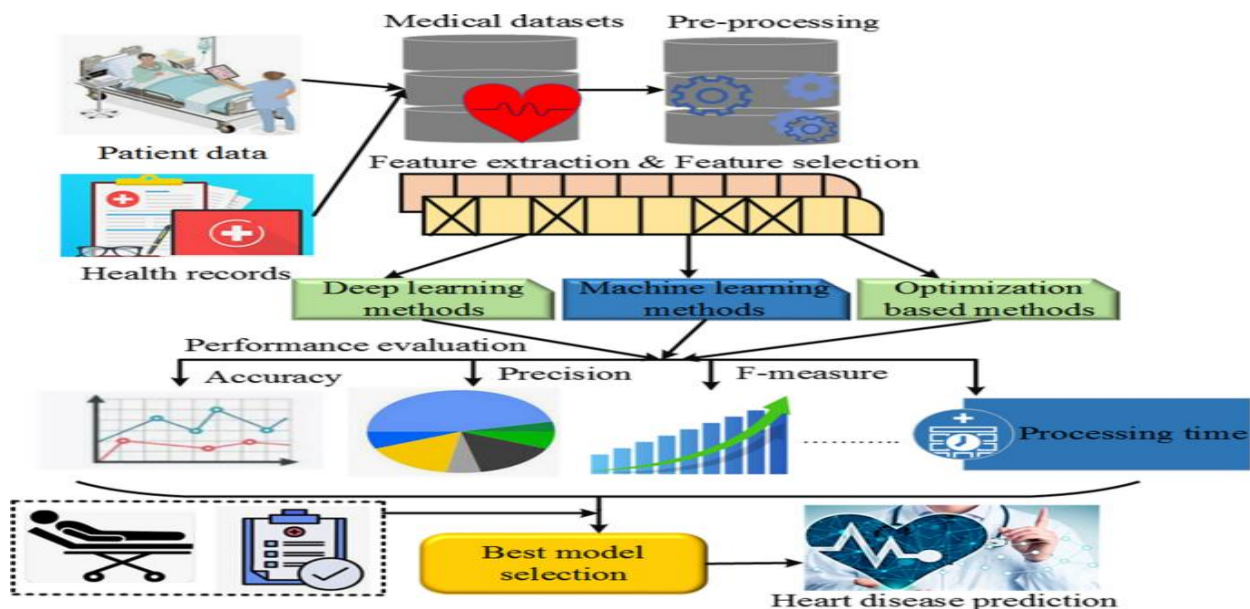 Medical datasets
Pre-processing
Patient data
Health records
Feature extraction & Feature selection
Deep learning
methods
Machine learning
methods
Optimization
based methods
Performance evaluation
Accuracy
Precision
F-measure
Processing time
Best model
selection
Heart disease prediction